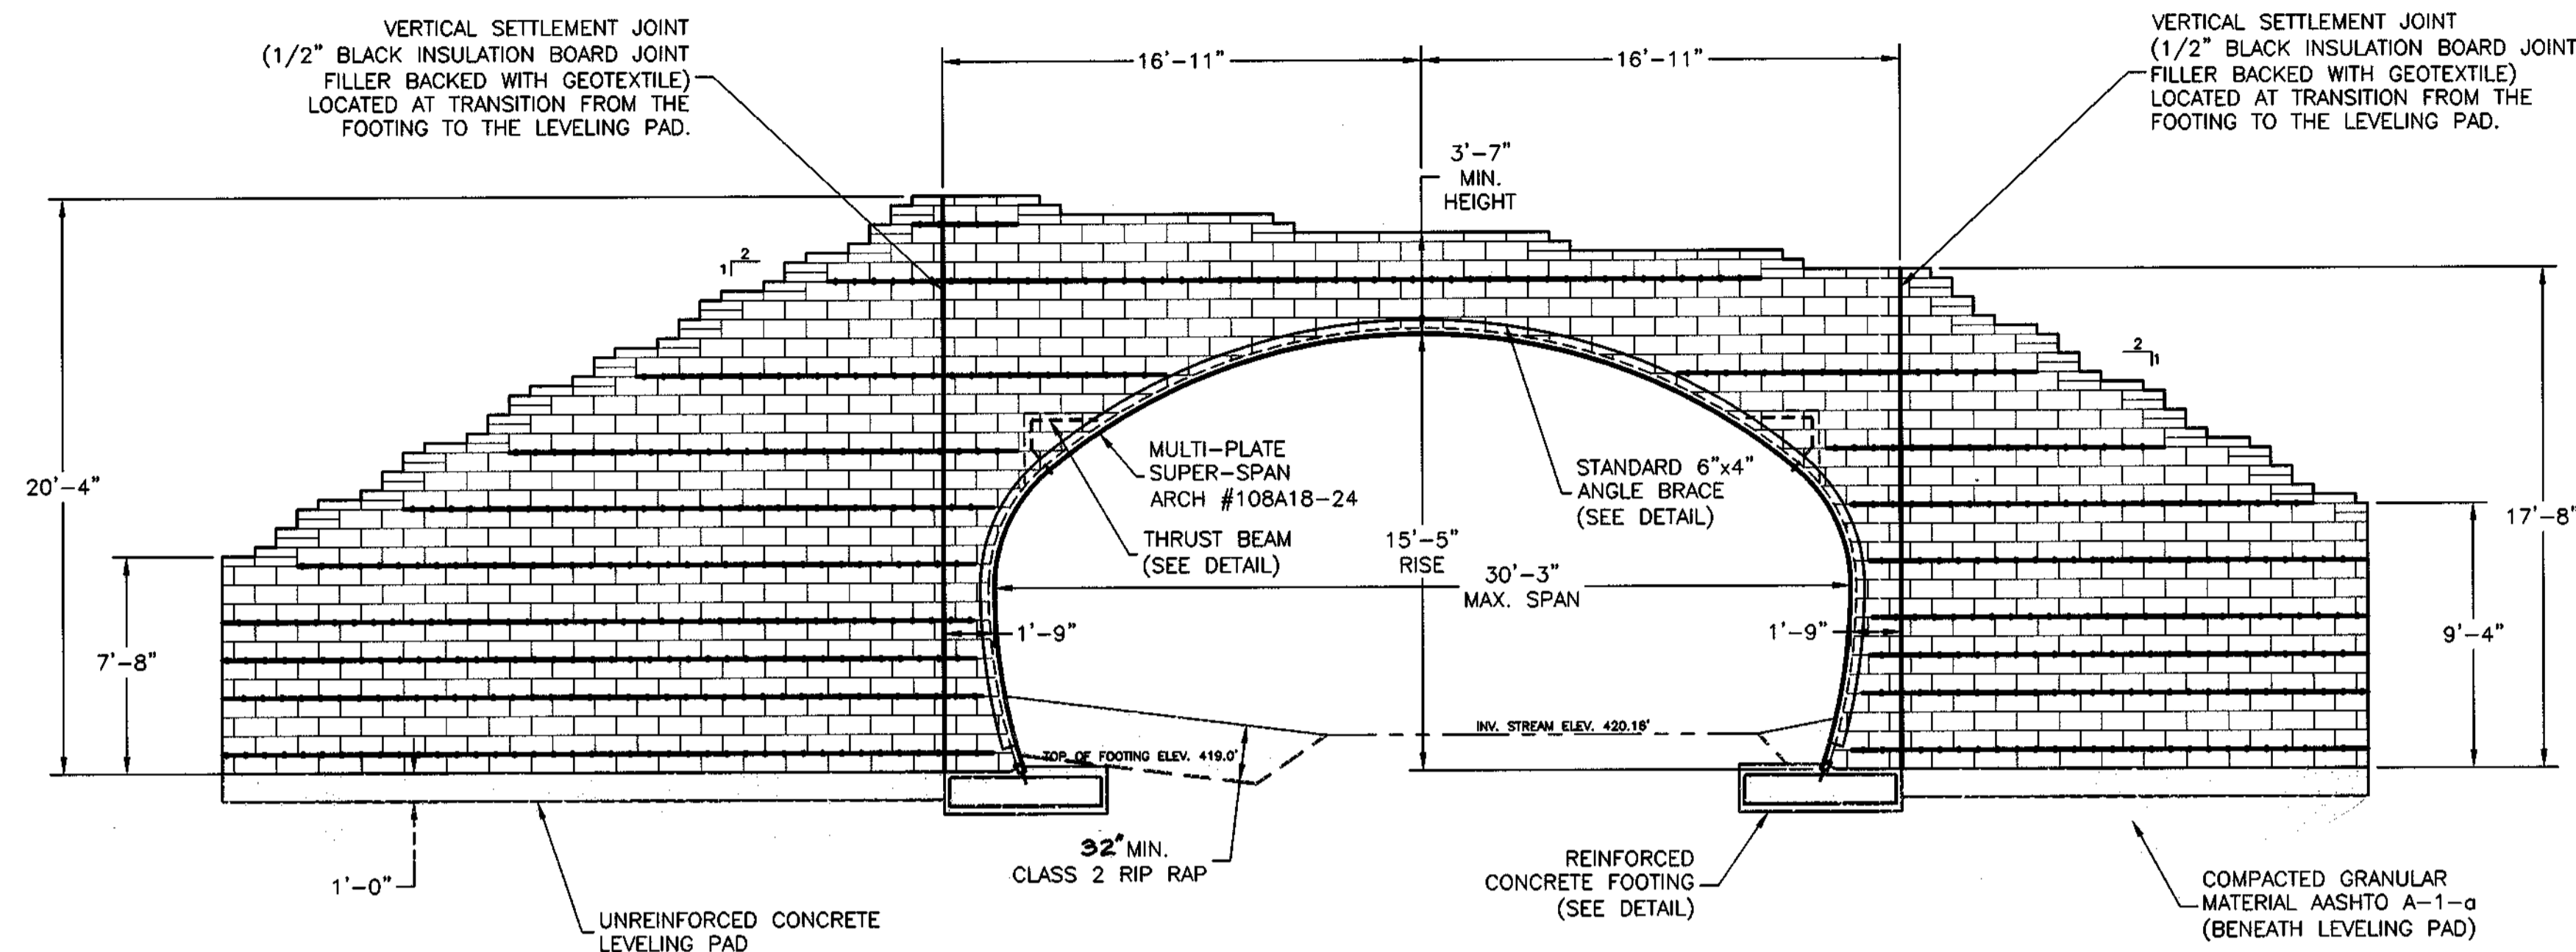 VERTICAL SETTLEMENT JOINT
(1/2" BLACK INSULATION BOARD JOINT
FILLER BACKED WITH GEOTEXTILE)
LOCATED AT TRANSITION FROM THE
FOOTING TO THE LEVELING PAD.
16'-11"
16'-11"
VERTICAL SETTLEMENT JOINT
(1/2" BLACK INSULATION BOARD JOINT
FILLER BACKED WITH GEOTEXTILE)
LOCATED AT TRANSITION FROM THE
FOOTING TO THE LEVELING PAD.
3'-7"
MIN.
HEIGHT
2
1
2
1
20'-4"
7'-8"
MULTI-PLATE
SUPER-SPAN
ARCH #108A18-24
THRUST BEAM
(SEE DETAIL)
STANDARD 6"x4"
ANGLE BRACE
(SEE DETAIL)
15'-5"
RISE
30'-3"
MAX. SPAN
17'-8"
9'-4"
1'-9"
1'-9"
INV. STREAM ELEV. 420.16'
TOP OF FOOTING ELEV. 419.0'
32" MIN.
CLASS 2 RIP RAP
1'-0"
UNREINFORCED CONCRETE
LEVELING PAD
REINFORCED
CONCRETE FOOTING
(SEE DETAIL)
COMPACTED GRANULAR
MATERIAL AASHTO A-1-a
(BENEATH LEVELING PAD)